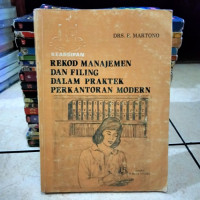 DRS. E. MARTONO
REKOD MANAJEMEN
DAN FILING
DALAM PRAKTEK
PERKANTORAN MODERN